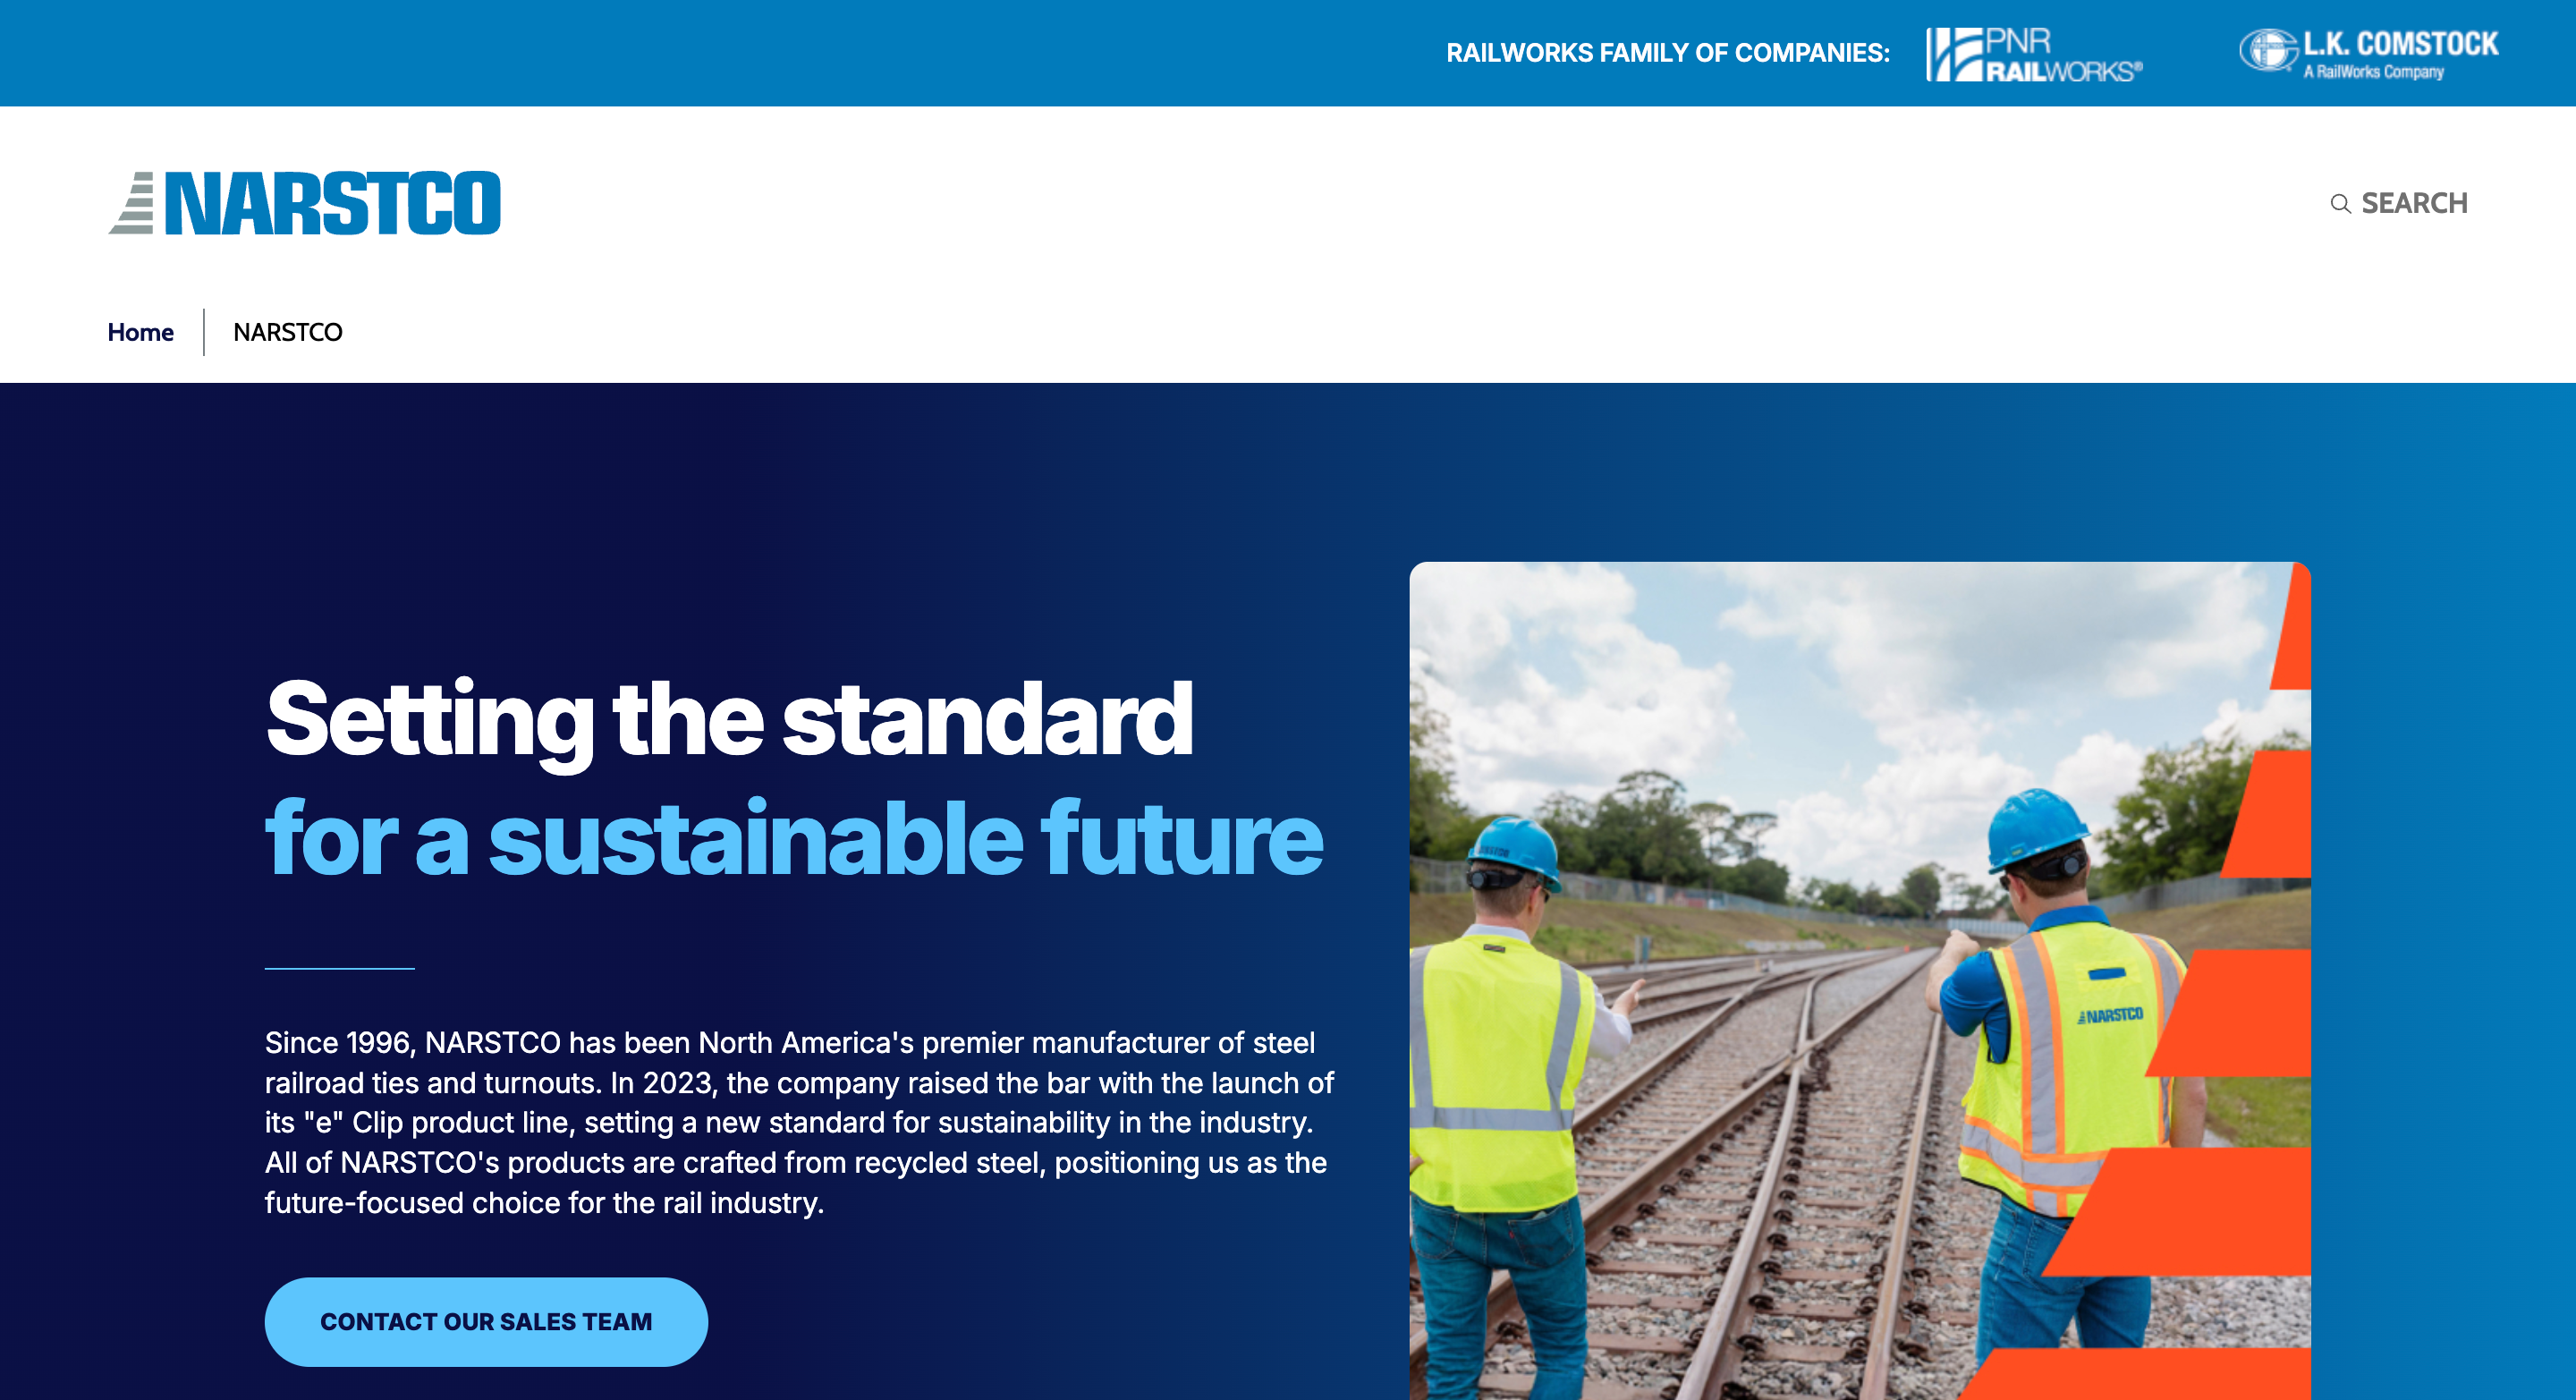 RAILWORKS FAMILY OF COMPANIES:
PNR
RAILWORKS®
L.K. COMSTOCK
A RailWorks Company
NARSTCO
SEARCH
Home
NARSTCO
Setting the standard
for a sustainable future
Since 1996, NARSTCO has been North America's premier manufacturer of steel
railroad ties and turnouts. In 2023, the company raised the bar with the launch of
its "e" Clip product line, setting a new standard for sustainability in the industry.
All of NARSTCO's products are crafted from recycled steel, positioning us as the
future-focused choice for the rail industry.
CONTACT OUR SALES TEAM
NARSTCO